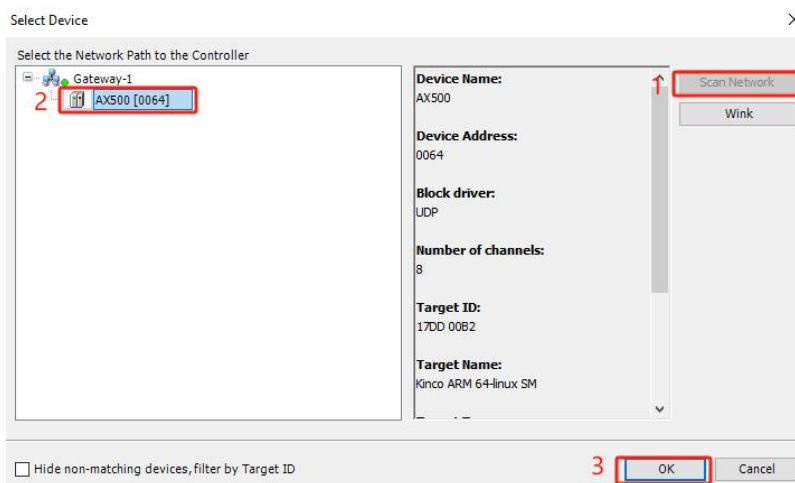 Select Device
Select the Network Path to the Controller
Gateway-1
2 AX500 [0064]
Device Name:
AX500
Device Address:
0064
Block driver:
UDP
Number of channels:
8
Target ID:
17DD 00B2
Target Name:
Kinco ARM 64-linux SM
1 Scan Network
Wink
Hide non-matching devices, filter by Target ID
3 OK
Cancel